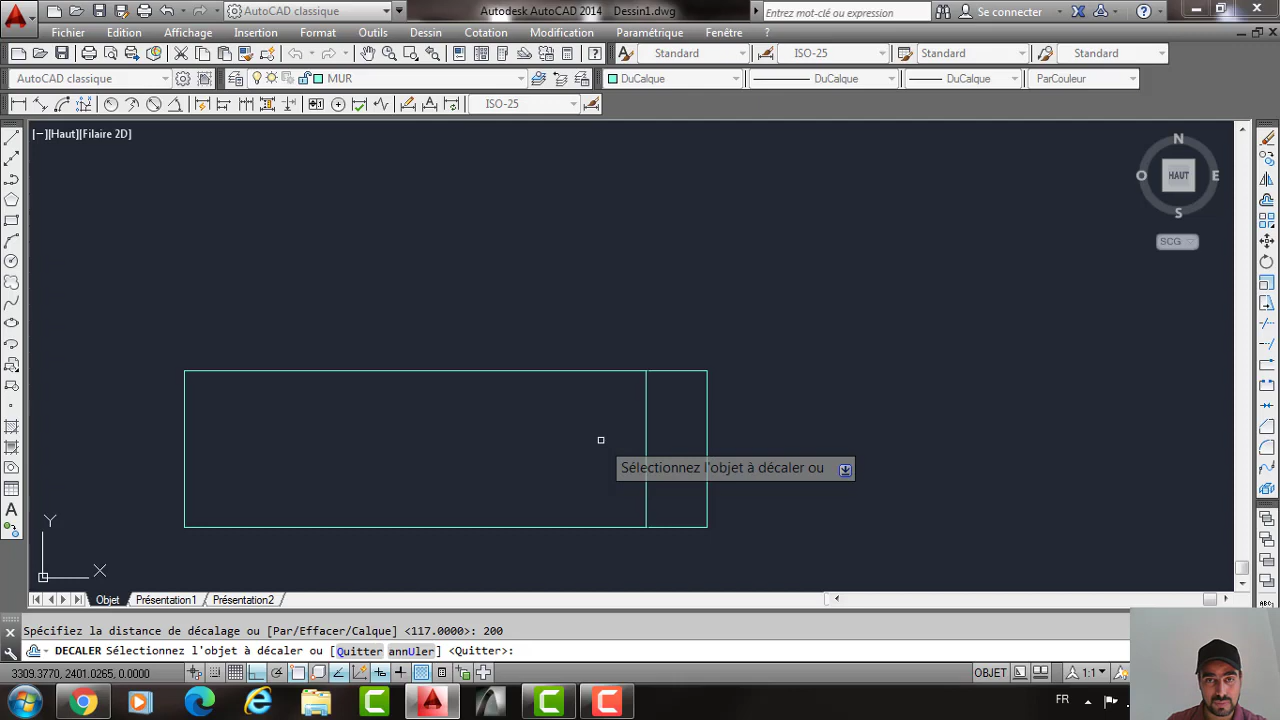 AutoCAD classique
Autodesk AutoCAD 2014
Dessin1.dwg
Entrez mot-clé ou expression
Se connecter
Fichier Edition Affichage Insertion Format Outils Dessin Cotation Modification Paramétrique Fenêtre ?
Standard ISO-25 Standard Standard
AutoCAD classique MUR DuCalque DuCalque DuCalque ParCouleur
ISO-25
[−][Haut][Filaire 2D]
N
O HAUT E
S
SCG
Sélectionnez l'objet à décaler ou
Y
X
Objet Présentation1 Présentation2
Spécifiez la distance de décalage ou [Par/Effacer/Calque] <117.0000>: 200
DECALER Sélectionnez l'objet à décaler ou [Quitter annUler] <Quitter>:
3309.3770, 2401.0265, 0.0000 OBJET 1:1
FR